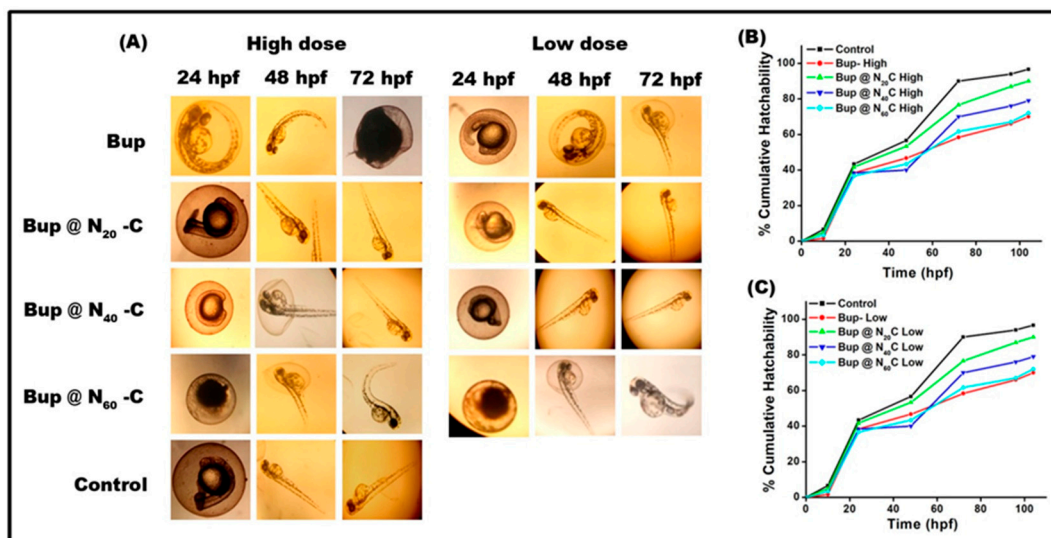 (A)
High dose
Low dose
24 hpf 48 hpf 72 hpf
24 hpf 48 hpf 72 hpf
Bup
Bup @ N20 -C
Bup @ N40 -C
Bup @ N60 -C
Control
(B)
Control
Bup- High
Bup @ N20C High
Bup @ N40C High
Bup @ N60C High
% Cumulative Hatchability
100
80
60
40
20
0
0 20 40 60 80 100
Time (hpf)
(C)
Control
Bup- Low
Bup @ N20C Low
Bup @ N40C Low
Bup @ N60C Low
% Cumulative Hatchability
100
80
60
40
20
0
0 20 40 60 80 100
Time (hpf)